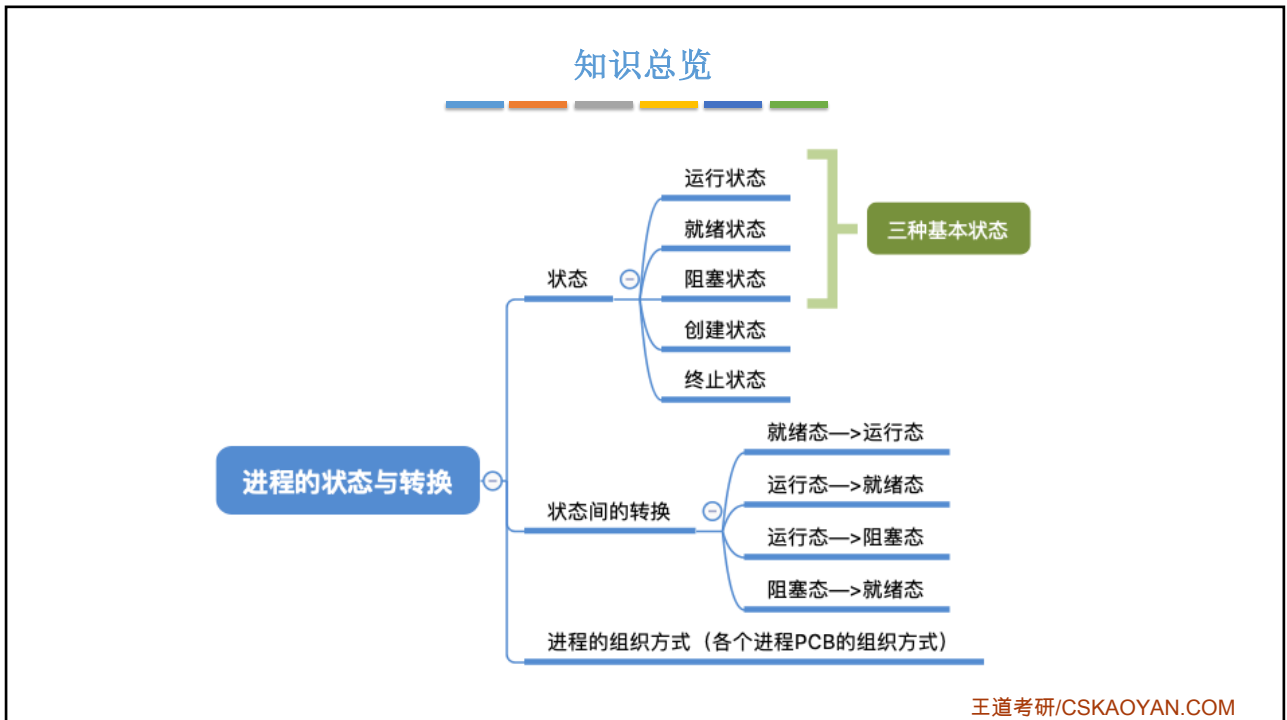 知识总览
运行状态
就绪状态
阻塞状态
创建状态
终止状态
状态
三种基本状态
进程的状态与转换
状态间的转换
就绪态—>运行态
运行态—>就绪态
运行态—>阻塞态
阻塞态—>就绪态
进程的组织方式（各个进程PCB的组织方式）
王道考研/CSKAOYAN.COM